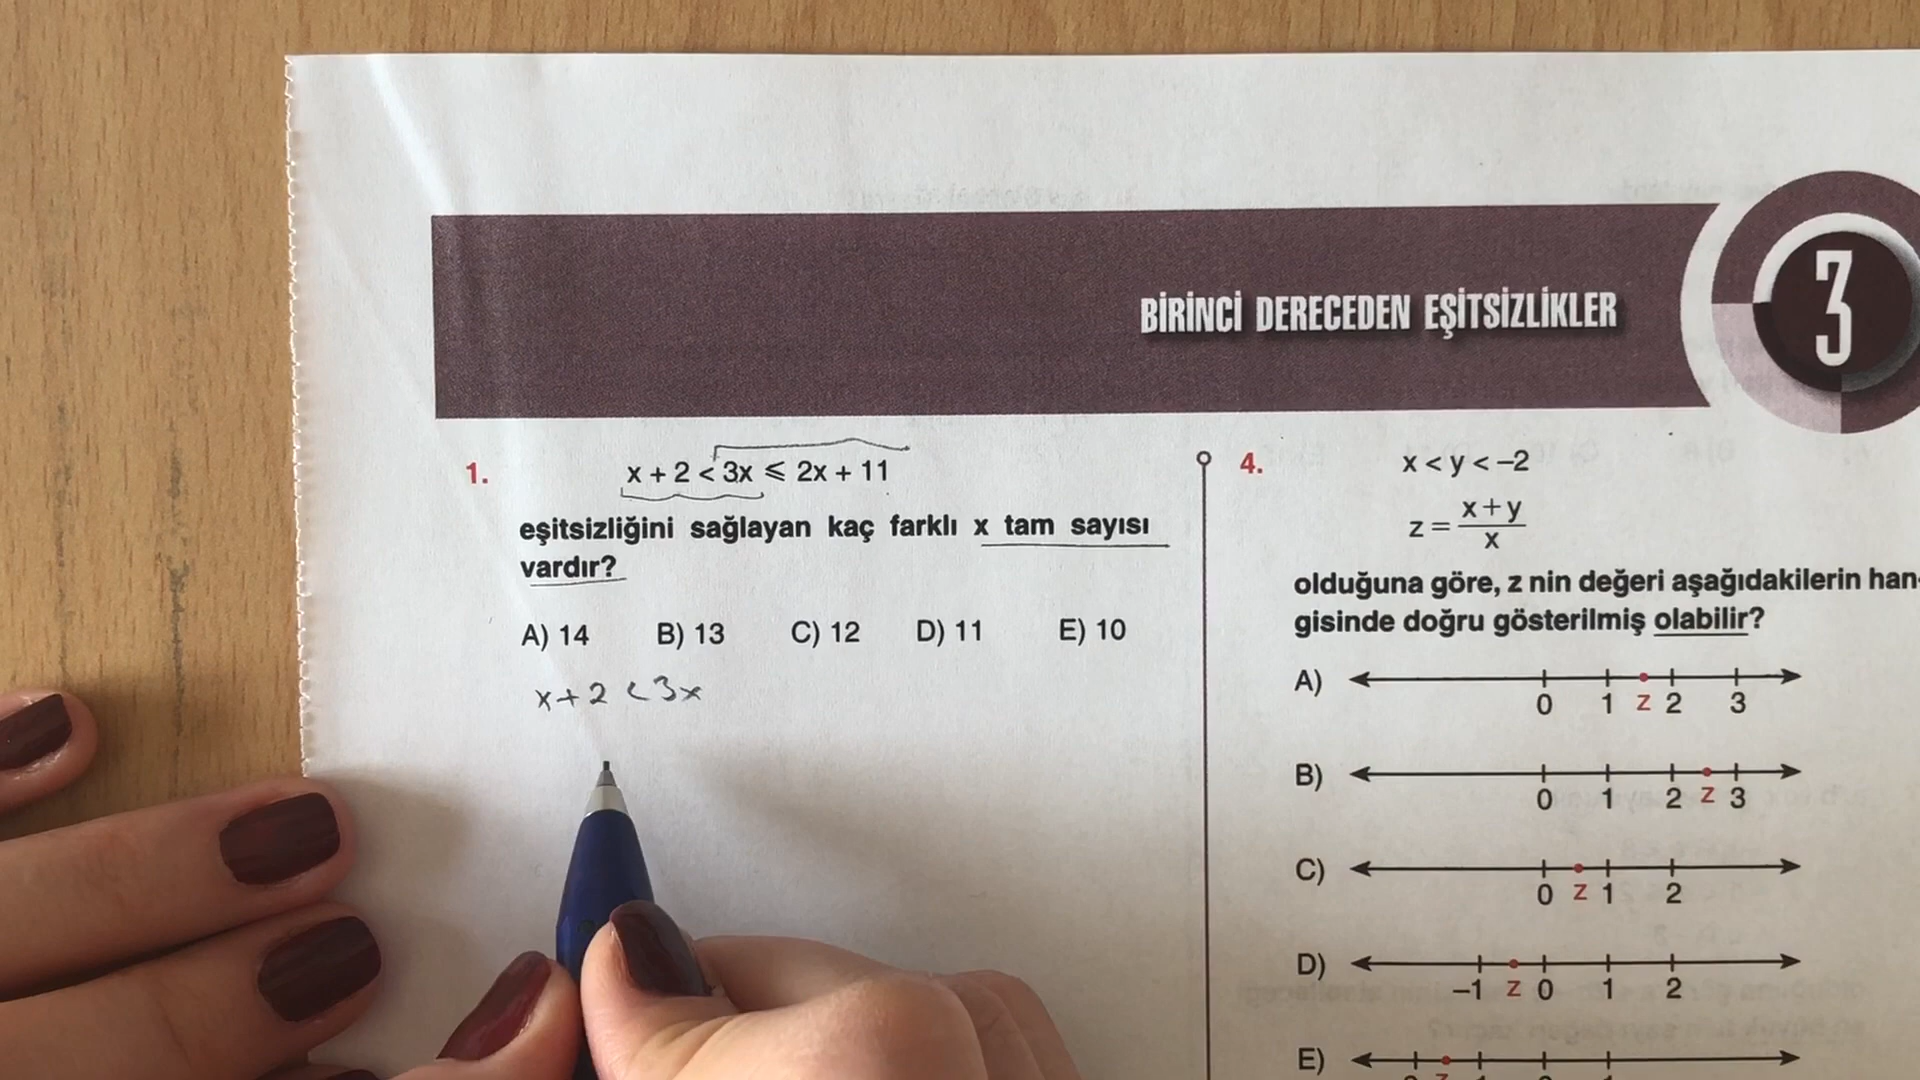 BİRİNCİ DERECEDEN EŞİTSİZLİKLER
3
1.
x + 2 < 3x ⩽ 2x + 11
eşitsizliğini sağlayan kaç farklı x tam sayısı
vardır?
A) 14 B) 13 C) 12 D) 11 E) 10
x+2 <3x
4.
x < y < –2
z = x+y / x
olduğuna göre, z nin değeri aşağıdakilerin han-
gisinde doğru gösterilmiş olabilir?
A)
0 1 z 2 3
B)
0 1 2 z 3
C)
0 z 1 2
D)
–1 z 0 1 2
E)